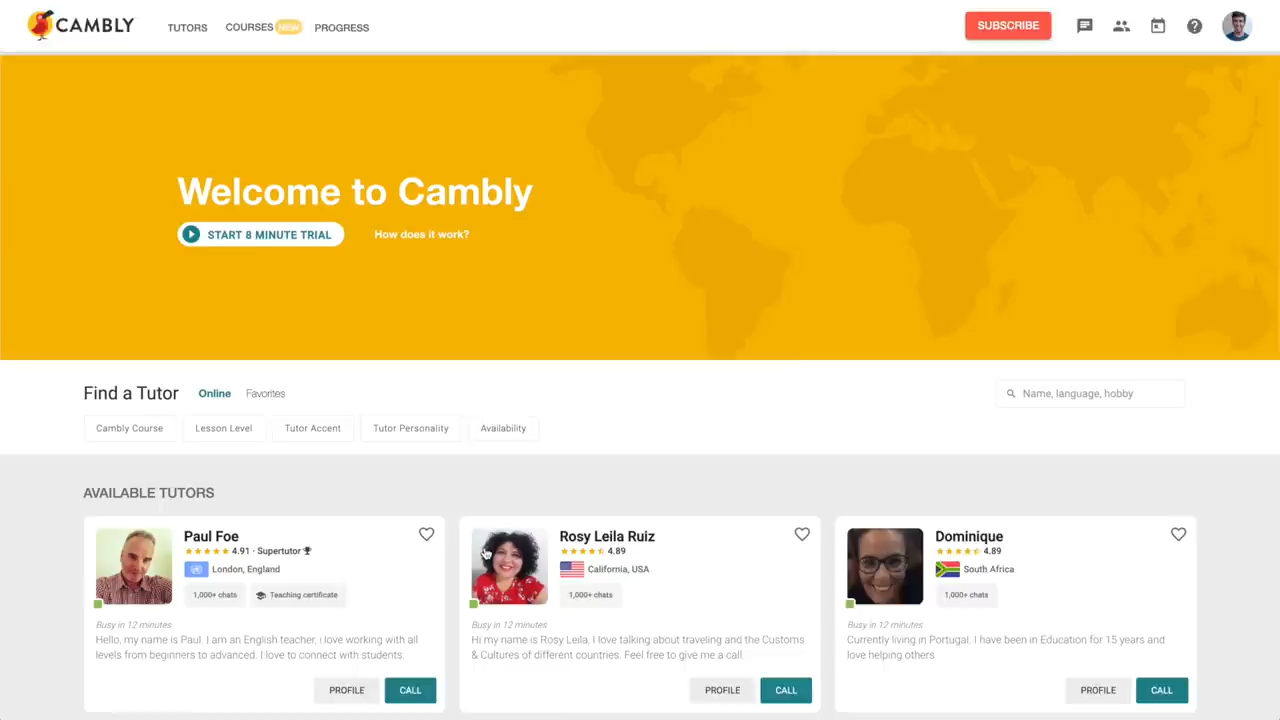 CAMBLY
TUTORS COURSES NEW PROGRESS
SUBSCRIBE
Welcome to Cambly
START 8 MINUTE TRIAL How does it work?
Find a Tutor Online Favorites
Name, language, hobby
Cambly Course Lesson Level Tutor Accent Tutor Personality Availability
AVAILABLE TUTORS
Paul Foe
4.91 · Supertutor
London, England
1,000+ chats Teaching certificate
Busy in 12 minutes
Hello, my name is Paul. I am an English teacher, i love working with all
levels from beginners to advanced. I love to connect with students.
PROFILE CALL
Rosy Leila Ruiz
4.89
California, USA
1,000+ chats
Busy in 12 minutes
Hi my name is Rosy Leila, I love talking about traveling and the Customs
& Cultures of different countries. Feel free to give me a call.
PROFILE CALL
Dominique
4.89
South Africa
1,000+ chats
Busy in 12 minutes
Currently living in Portugal. I have been in Education for 15 years and
love helping others
PROFILE CALL